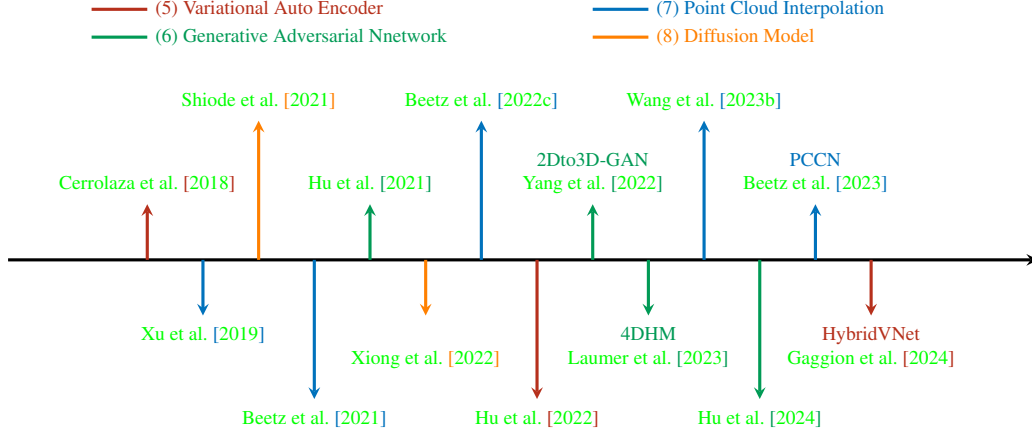 (5) Variational Auto Encoder
(7) Point Cloud Interpolation
(6) Generative Adversarial Nnetwork
(8) Diffusion Model
Shiode et al. [2021]
Beetz et al. [2022c]
Wang et al. [2023b]
2Dto3D-GAN
PCCN
Cerrolaza et al. [2018]
Hu et al. [2021]
Yang et al. [2022]
Beetz et al. [2023]
Xu et al. [2019]
4DHM
HybridVNet
Xiong et al. [2022]
Laumer et al. [2023]
Gaggion et al. [2024]
Beetz et al. [2021]
Hu et al. [2022]
Hu et al. [2024]